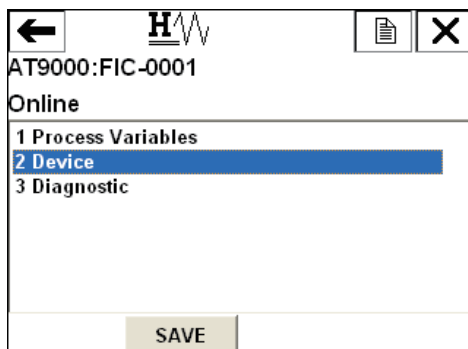 H
AT9000:FIC-0001
Online
1 Process Variables
2 Device
3 Diagnostic
SAVE